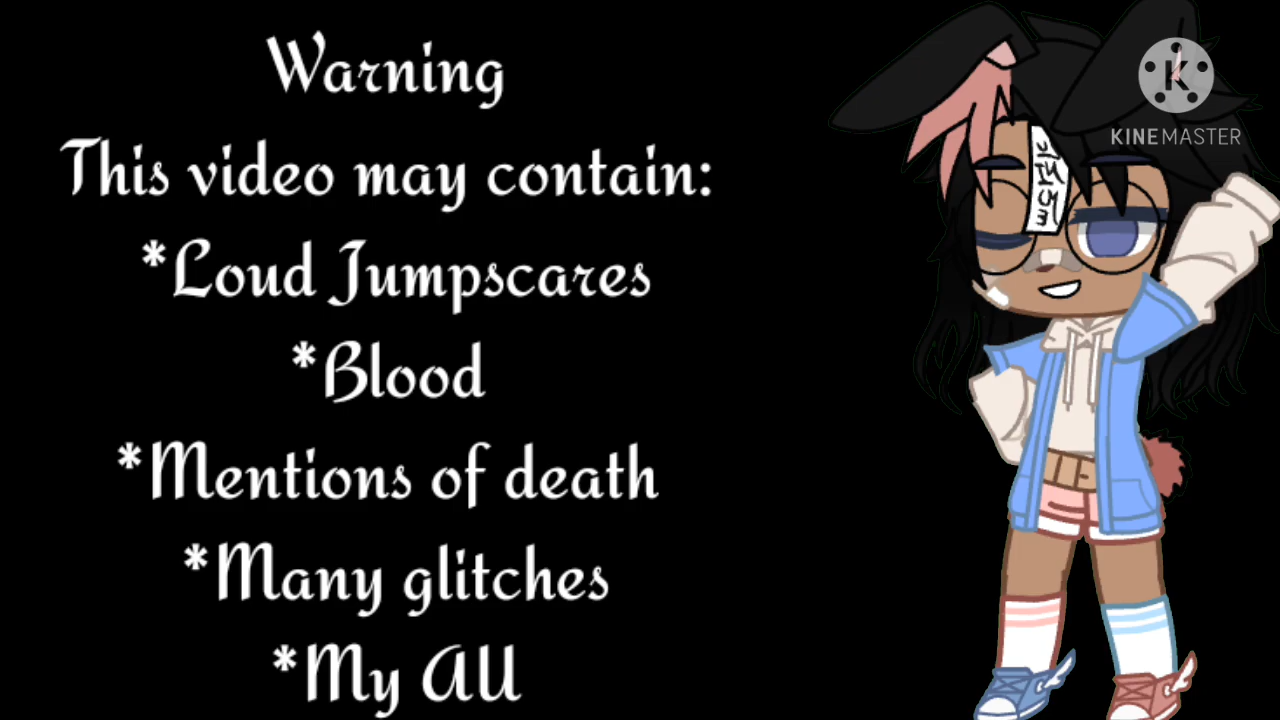 Warning
This video may contain:
*Loud Jumpscares
*Blood
*Mentions of death
*Many glitches
*My AU
K
KINEMASTER